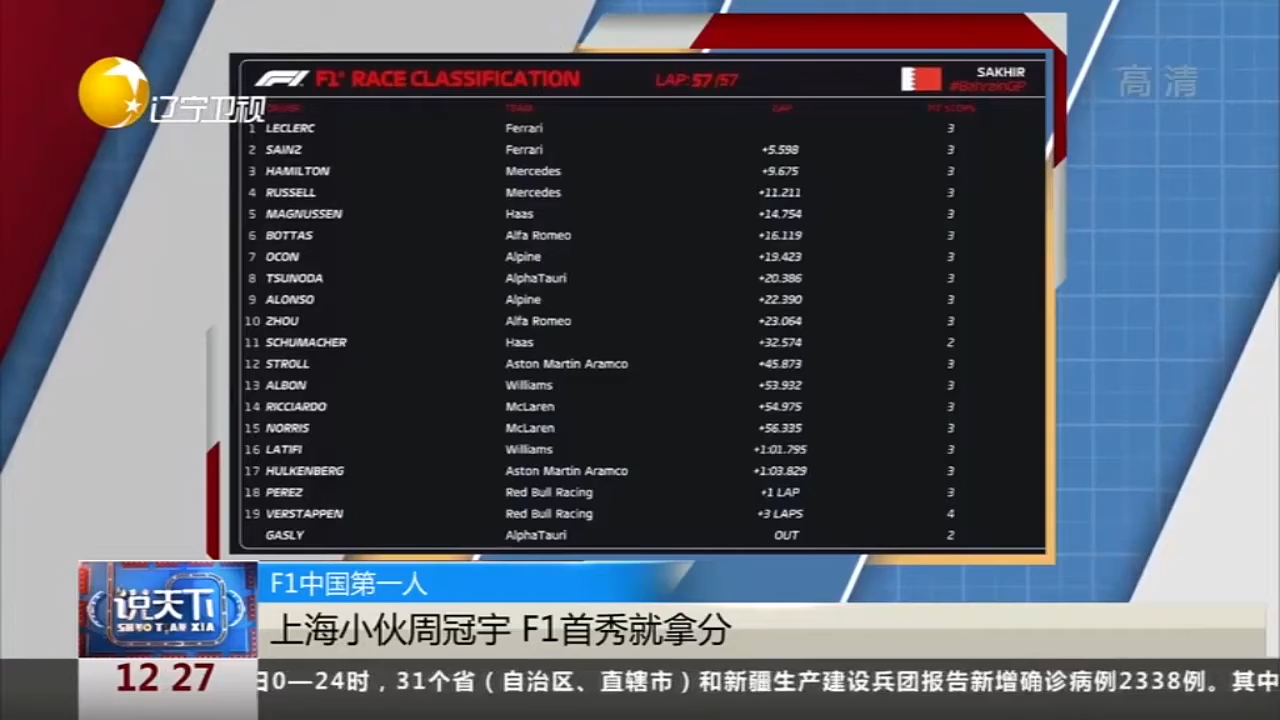 辽宁卫视
高清
F1 F1® RACE CLASSIFICATION LAP: 57/57 SAKHIR
#BahrainGP
TEAM GAP PIT STOPS
1 LECLERC Ferrari 3
2 SAINZ Ferrari +5.598 3
3 HAMILTON Mercedes +9.675 3
4 RUSSELL Mercedes +11.211 3
5 MAGNUSSEN Haas +14.754 3
6 BOTTAS Alfa Romeo +16.119 3
7 OCON Alpine +19.423 3
8 TSUNODA AlphaTauri +20.386 3
9 ALONSO Alpine +22.390 3
10 ZHOU Alfa Romeo +23.064 3
11 SCHUMACHER Haas +32.574 2
12 STROLL Aston Martin Aramco +45.873 3
13 ALBON Williams +53.932 3
14 RICCIARDO McLaren +54.975 3
15 NORRIS McLaren +56.335 3
16 LATIFI Williams +1:01.795 3
17 HULKENBERG Aston Martin Aramco +1:03.829 3
18 PEREZ Red Bull Racing +1 LAP 3
19 VERSTAPPEN Red Bull Racing +3 LAPS 4
GASLY AlphaTauri OUT 2
F1中国第一人
说天下
SHUO TIAN XIA
上海小伙周冠宇 F1首秀就拿分
12 27
日0—24时，31个省（自治区、直辖市）和新疆生产建设兵团报告新增确诊病例2338例。其中